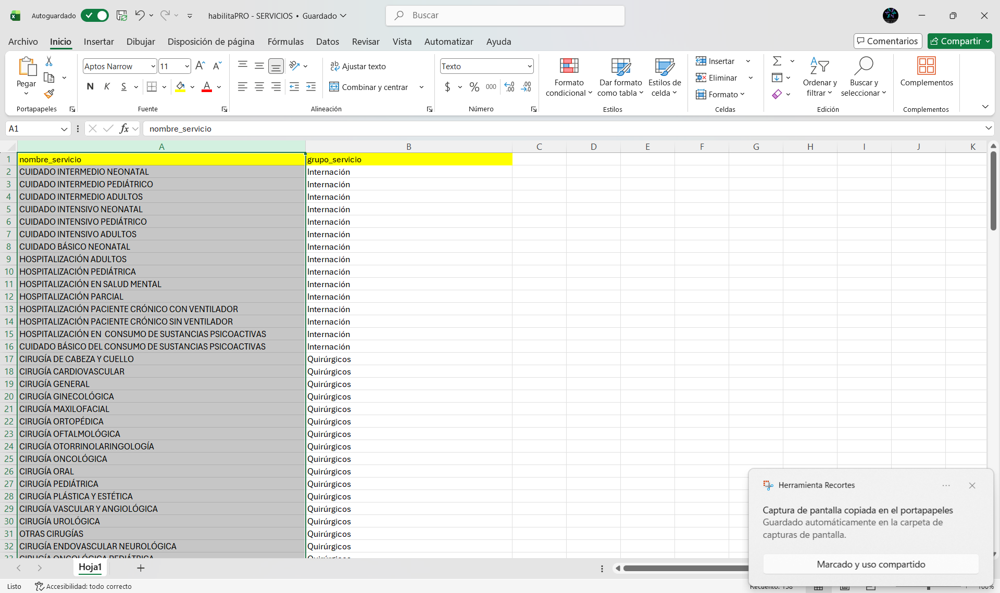 Autoguardado
habilitaPRO - SERVICIOS • Guardado
Buscar
Archivo Inicio Insertar Dibujar Disposición de página Fórmulas Datos Revisar Vista Automatizar Ayuda
Comentarios Compartir
Pegar
Portapapeles
Aptos Narrow 11
N K S
Fuente
Ajustar texto
Combinar y centrar
Alineación
Texto
$ % 000
Número
Formato condicional
Dar formato como tabla
Estilos de celda
Estilos
Insertar
Eliminar
Formato
Celdas
Ordenar y filtrar
Buscar y seleccionar
Edición
Complementos
Complementos
A1 fx nombre_servicio
A B C D E F G H I J K
1 nombre_servicio grupo_servicio
2 CUIDADO INTERMEDIO NEONATAL Internación
3 CUIDADO INTERMEDIO PEDIÁTRICO Internación
4 CUIDADO INTERMEDIO ADULTOS Internación
5 CUIDADO INTENSIVO NEONATAL Internación
6 CUIDADO INTENSIVO PEDIÁTRICO Internación
7 CUIDADO INTENSIVO ADULTOS Internación
8 CUIDADO BÁSICO NEONATAL Internación
9 HOSPITALIZACIÓN ADULTOS Internación
10 HOSPITALIZACIÓN PEDIÁTRICA Internación
11 HOSPITALIZACIÓN EN SALUD MENTAL Internación
12 HOSPITALIZACIÓN PARCIAL Internación
13 HOSPITALIZACIÓN PACIENTE CRÓNICO CON VENTILADOR Internación
14 HOSPITALIZACIÓN PACIENTE CRÓNICO SIN VENTILADOR Internación
15 HOSPITALIZACIÓN EN  CONSUMO DE SUSTANCIAS PSICOACTIVAS Internación
16 CUIDADO BÁSICO DEL CONSUMO DE SUSTANCIAS PSICOACTIVAS Internación
17 CIRUGÍA DE CABEZA Y CUELLO Quirúrgicos
18 CIRUGÍA CARDIOVASCULAR Quirúrgicos
19 CIRUGÍA GENERAL Quirúrgicos
20 CIRUGÍA GINECOLÓGICA Quirúrgicos
21 CIRUGÍA MAXILOFACIAL Quirúrgicos
22 CIRUGÍA ORTOPÉDICA Quirúrgicos
23 CIRUGÍA OFTALMOLÓGICA Quirúrgicos
24 CIRUGÍA OTORRINOLARINGOLOGÍA Quirúrgicos
25 CIRUGÍA ONCOLÓGICA Quirúrgicos
26 CIRUGÍA ORAL Quirúrgicos
27 CIRUGÍA PEDIÁTRICA Quirúrgicos
28 CIRUGÍA PLÁSTICA Y ESTÉTICA Quirúrgicos
29 CIRUGÍA VASCULAR Y ANGIOLÓGICA Quirúrgicos
30 CIRUGÍA UROLÓGICA Quirúrgicos
31 OTRAS CIRUGÍAS Quirúrgicos
32 CIRUGÍA ENDOVASCULAR NEUROLÓGICA Quirúrgicos
33 CIRUGÍA ONCOLÓGICA PEDIÁTRICA Quirúrgicos
Herramienta Recortes
Captura de pantalla copiada en el portapapeles
Guardado automáticamente en la carpeta de
capturas de pantalla.
Marcado y uso compartido
Hoja1
Listo Accesibilidad: todo correcto
Recuento: 158
100%